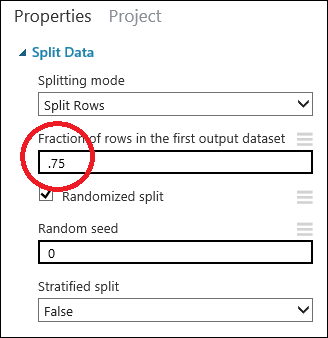 Properties Project
Split Data
Splitting mode
Split Rows
Fraction of rows in the first output dataset
.75
Randomized split
Random seed
0
Stratified split
False